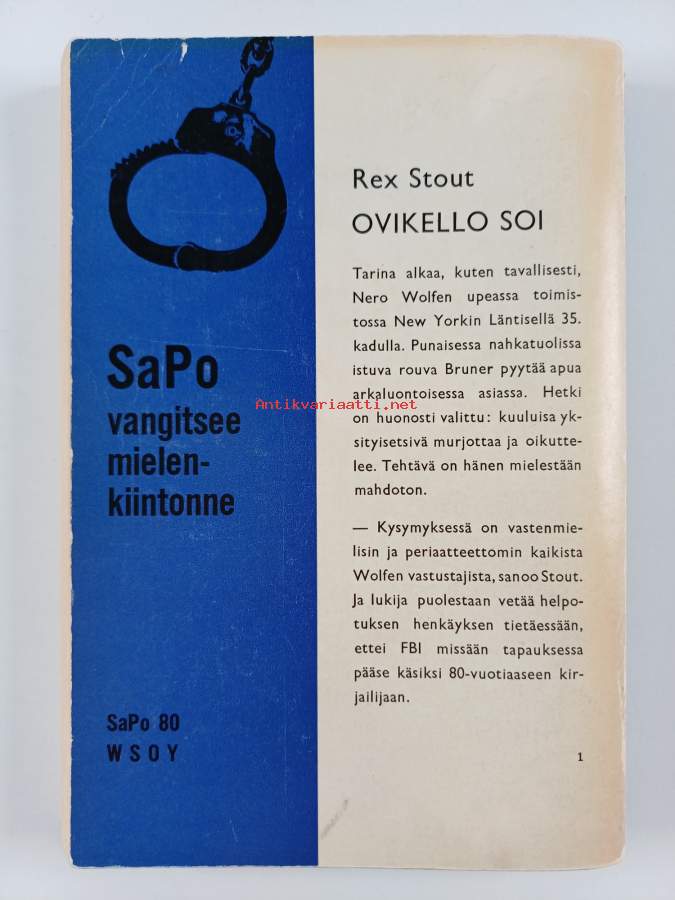 SaPo
vangitsee
mielen-
kiintonne
SaPo 80
WSOY
Rex Stout
OVIKELLO SOI
Tarina alkaa, kuten tavallisesti,
Nero Wolfen upeassa toimis-
tossa New Yorkin Läntisellä 35.
kadulla. Punaisessa nahkatuolissa
istuva rouva Bruner pyytää apua
arkaluontoisessa asiassa. Hetki
on huonosti valittu: kuuluisa yk-
sityisetsivä murjottaa ja oikutte-
lee. Tehtävä on hänen mielestään
mahdoton.
— Kysymyksessä on vastenmie-
lisin ja periaatteettomin kaikista
Wolfen vastustajista, sanoo Stout.
Ja lukija puolestaan vetää helpo-
tuksen henkäyksen tietäessään,
ettei FBI missään tapauksessa
pääse käsiksi 80-vuotiaaseen kir-
jailijaan.
1
Antikvariaatti.net